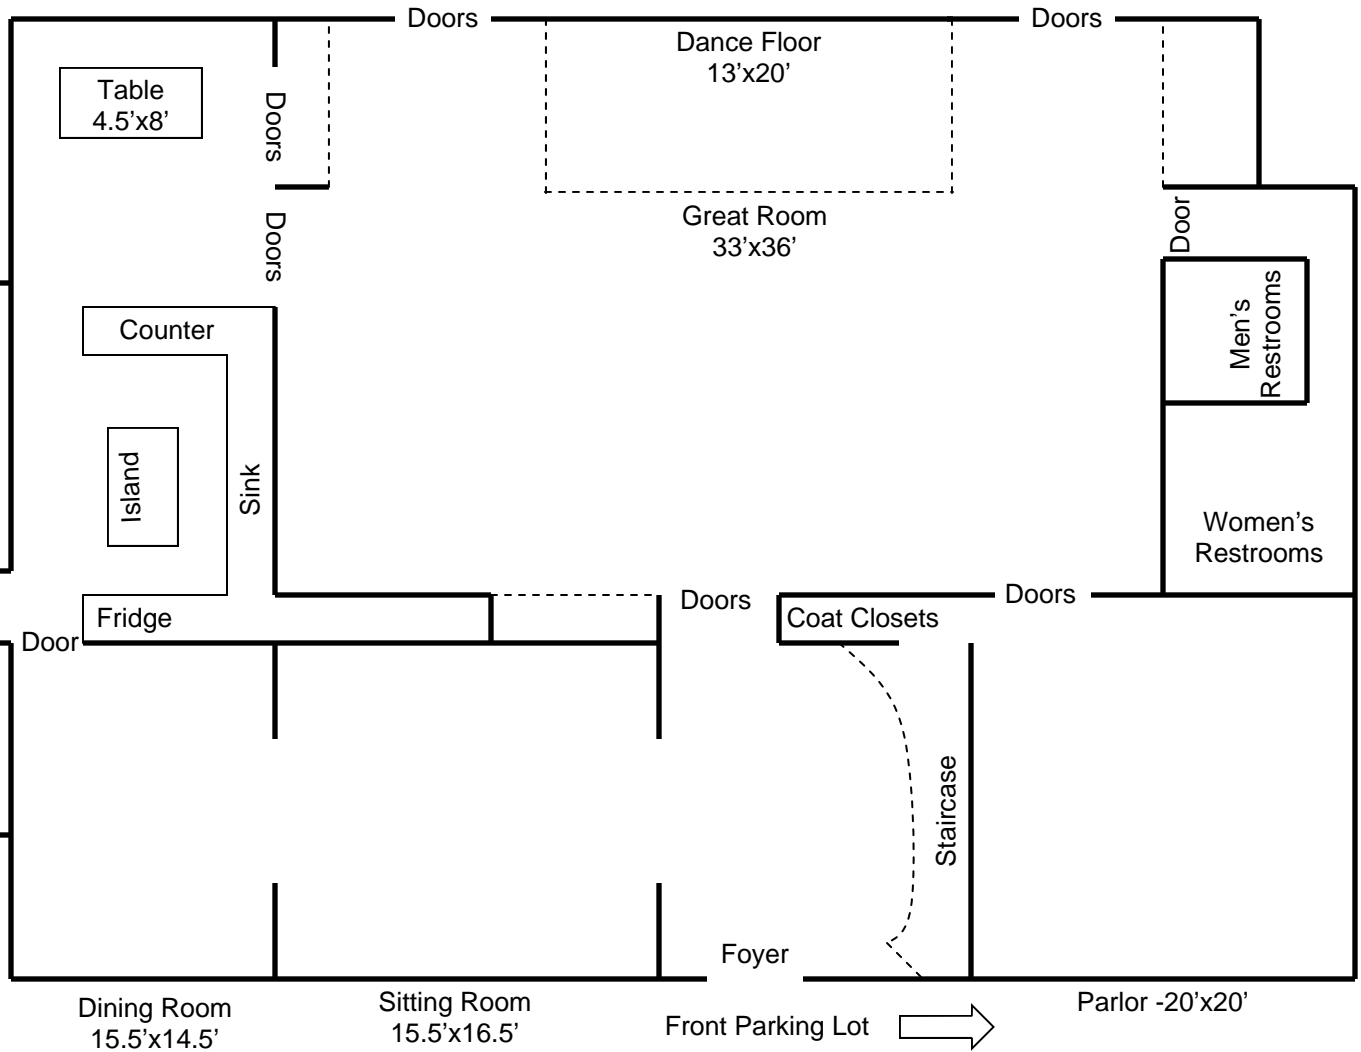 Doors
Doors
Dance Floor
13’x20’
Table
4.5’x8’
Doors
Doors
Great Room
33’x36’
Door
Men’s
Restrooms
Counter
Island
Sink
Women’s
Restrooms
Fridge
Doors
Doors
Coat Closets
Door
Staircase
Foyer
Dining Room
15.5’x14.5’
Sitting Room
15.5’x16.5’
Front Parking Lot
Parlor -20’x20’